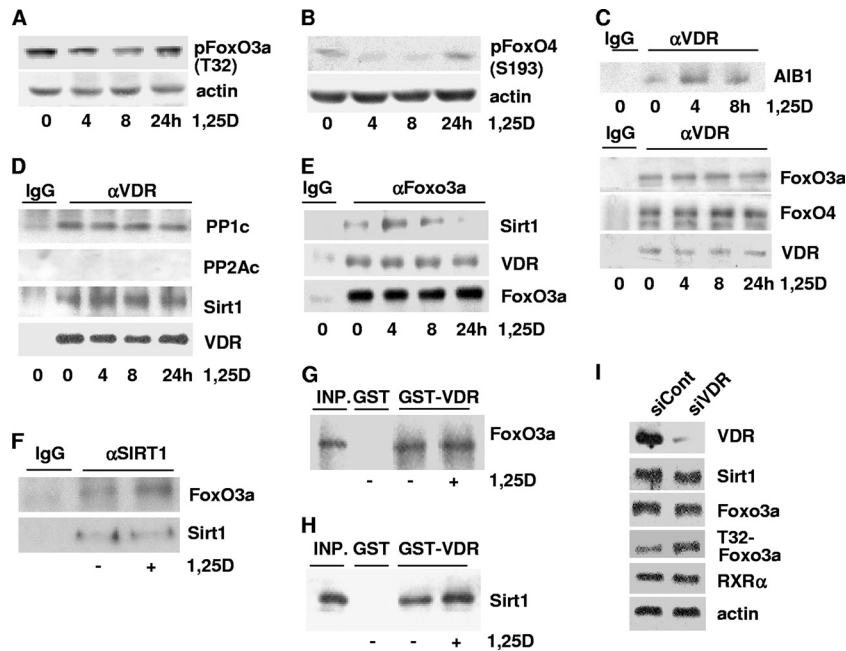 A
pFoxO3a
(T32)
actin
0 4 8 24h 1,25D
B
pFoxO4
(S193)
actin
0 4 8 24h 1,25D
C
IgG αVDR
AIB1
0 0 4 8h 1,25D
IgG αVDR
FoxO3a
FoxO4
VDR
0 0 4 8 24h 1,25D
D
IgG αVDR
PP1c
PP2Ac
Sirt1
VDR
0 0 4 8 24h 1,25D
E
IgG αFoxo3a
Sirt1
VDR
FoxO3a
0 0 4 8 24h 1,25D
F
IgG αSIRT1
FoxO3a
Sirt1
- + 1,25D
G
INP. GST GST-VDR
FoxO3a
- - + 1,25D
H
INP. GST GST-VDR
Sirt1
- - + 1,25D
I
siCont siVDR
VDR
Sirt1
Foxo3a
T32-
Foxo3a
RXRα
actin